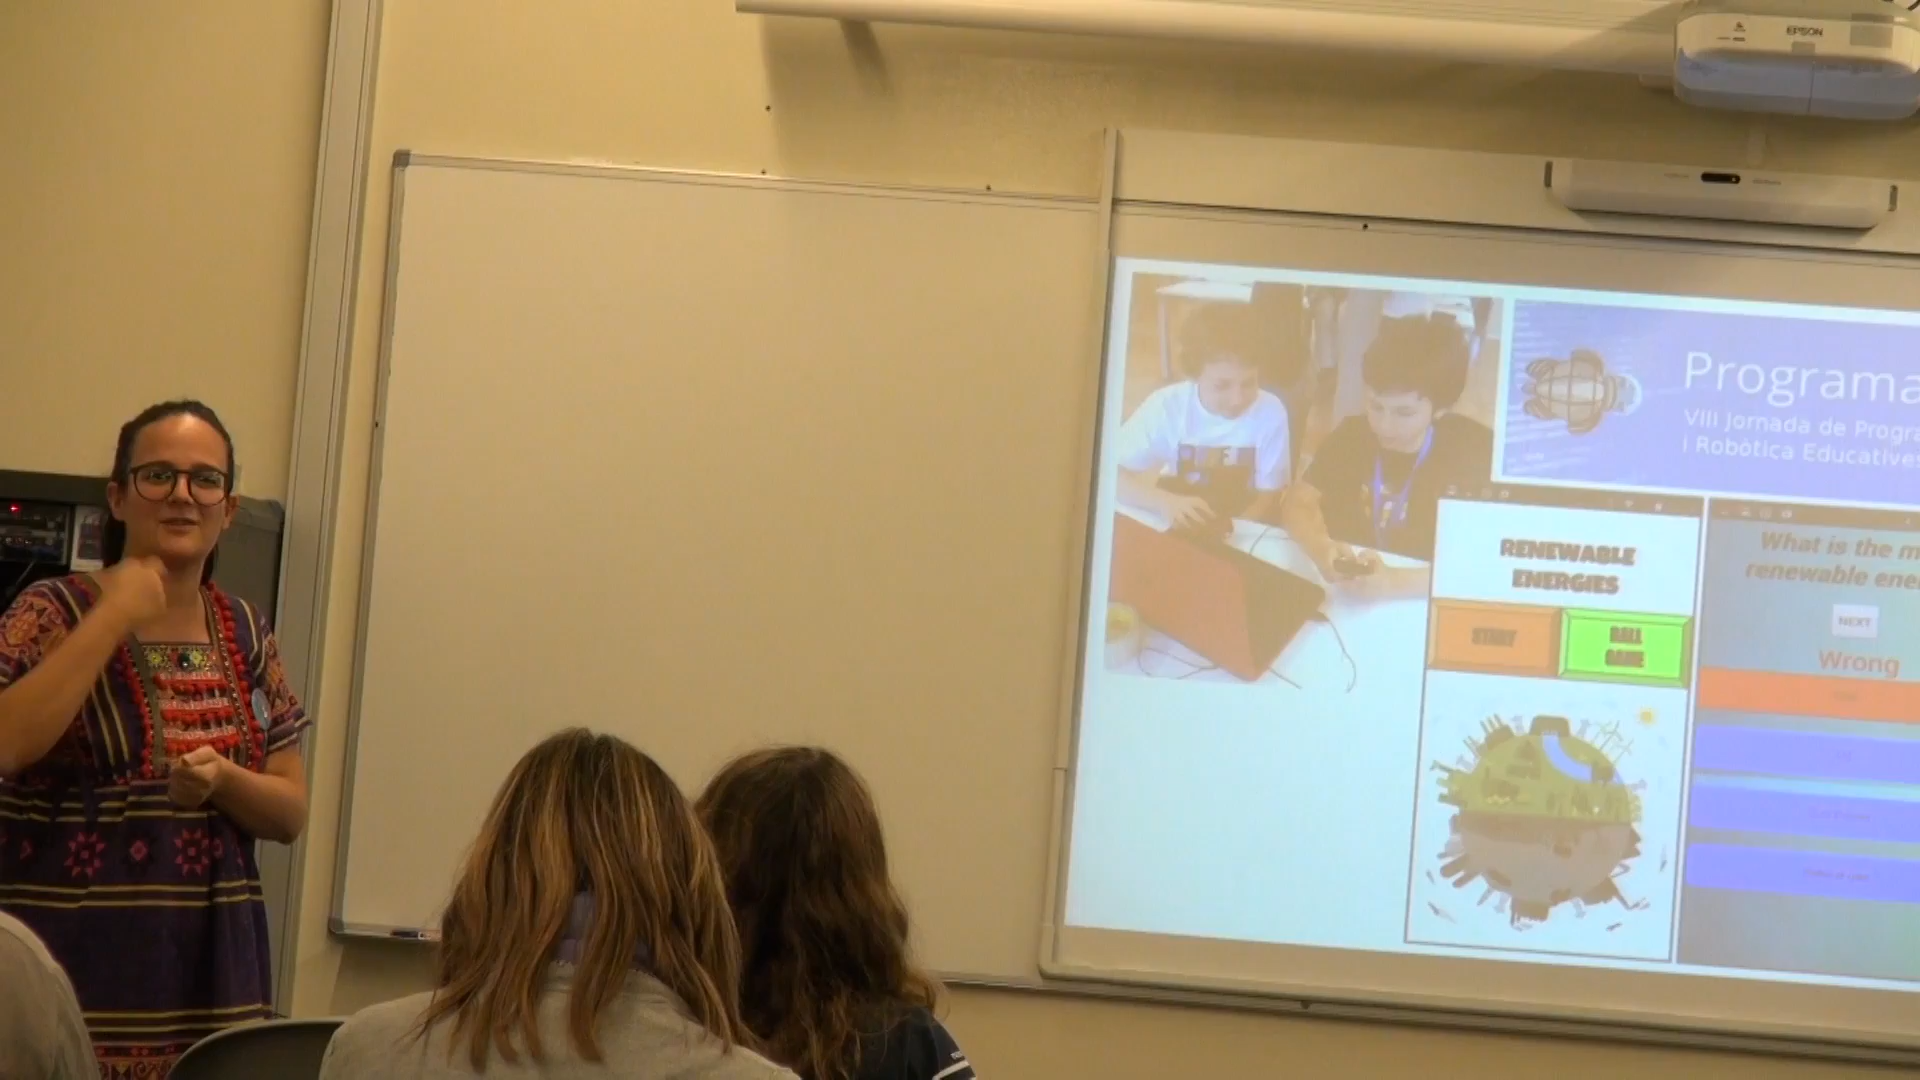 EPSON
Programa
VIII Jornada de Progra
i Robòtica Educatives
RENEWABLE
ENERGIES
START
BALL
GAME
What is the m
renewable ene
NEXT
Wrong